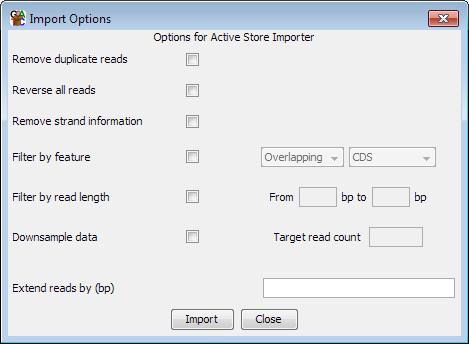 Import Options
Options for Active Store Importer
Remove duplicate reads
Reverse all reads
Remove strand information
Filter by feature Overlapping CDS
Filter by read length From bp to bp
Downsample data Target read count
Extend reads by (bp)
Import Close